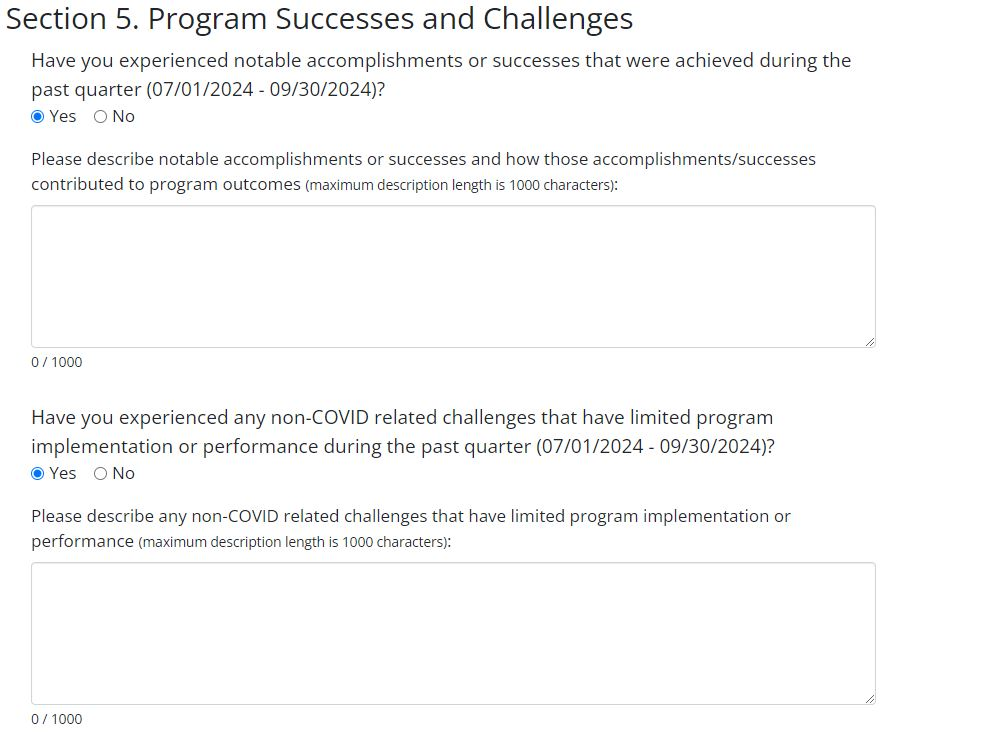 Section 5. Program Successes and Challenges
Have you experienced notable accomplishments or successes that were achieved during the
past quarter (07/01/2024 - 09/30/2024)?
Yes No
Please describe notable accomplishments or successes and how those accomplishments/successes
contributed to program outcomes (maximum description length is 1000 characters):
0 / 1000
Have you experienced any non-COVID related challenges that have limited program
implementation or performance during the past quarter (07/01/2024 - 09/30/2024)?
Yes No
Please describe any non-COVID related challenges that have limited program implementation or
performance (maximum description length is 1000 characters):
0 / 1000